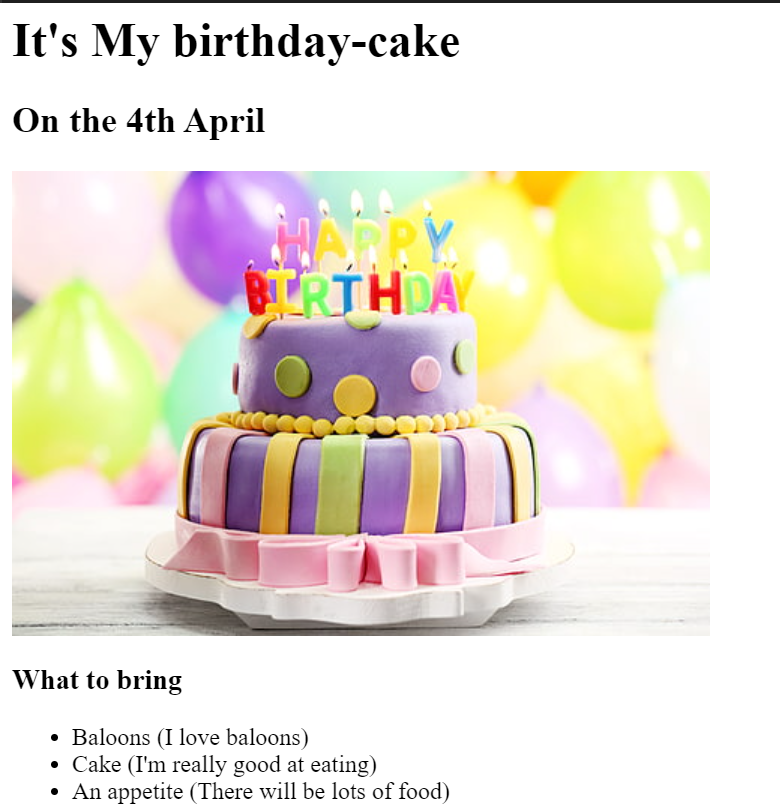 It's My birthday-cake
On the 4th April
HAPPY
BIRTHDAY
What to bring
Baloons (I love baloons)
Cake (I'm really good at eating)
An appetite (There will be lots of food)